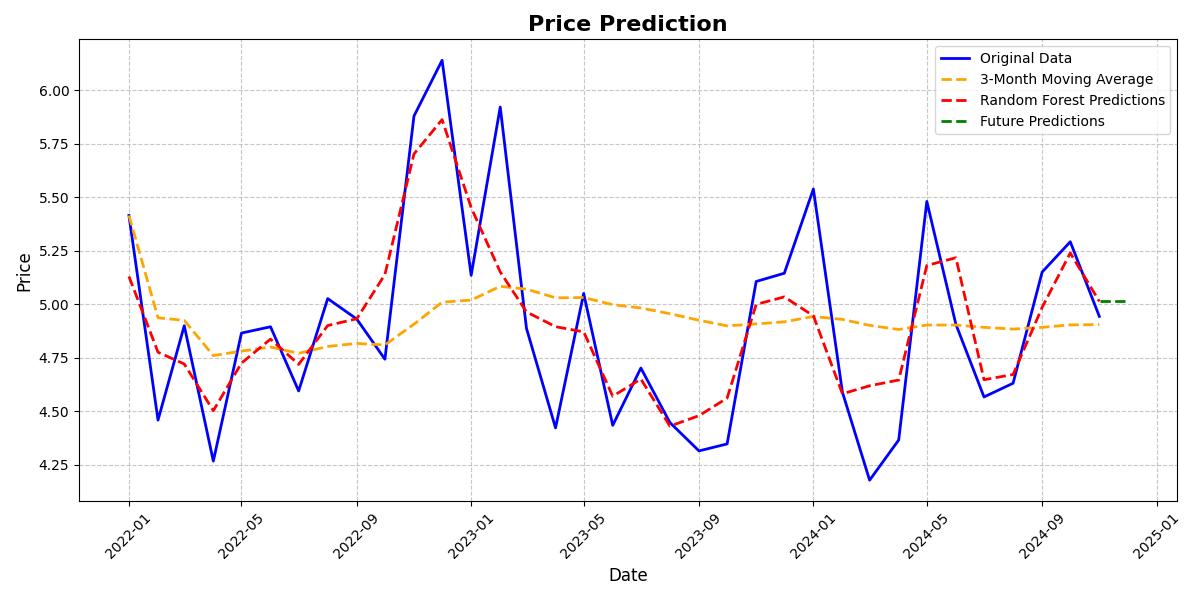 Price Prediction
Original Data
3-Month Moving Average
Random Forest Predictions
Future Predictions
Price
6.00
5.75
5.50
5.25
5.00
4.75
4.50
4.25
2022-01
2022-05
2022-09
2023-01
2023-05
2023-09
2024-01
2024-05
2024-09
2025-01
Date